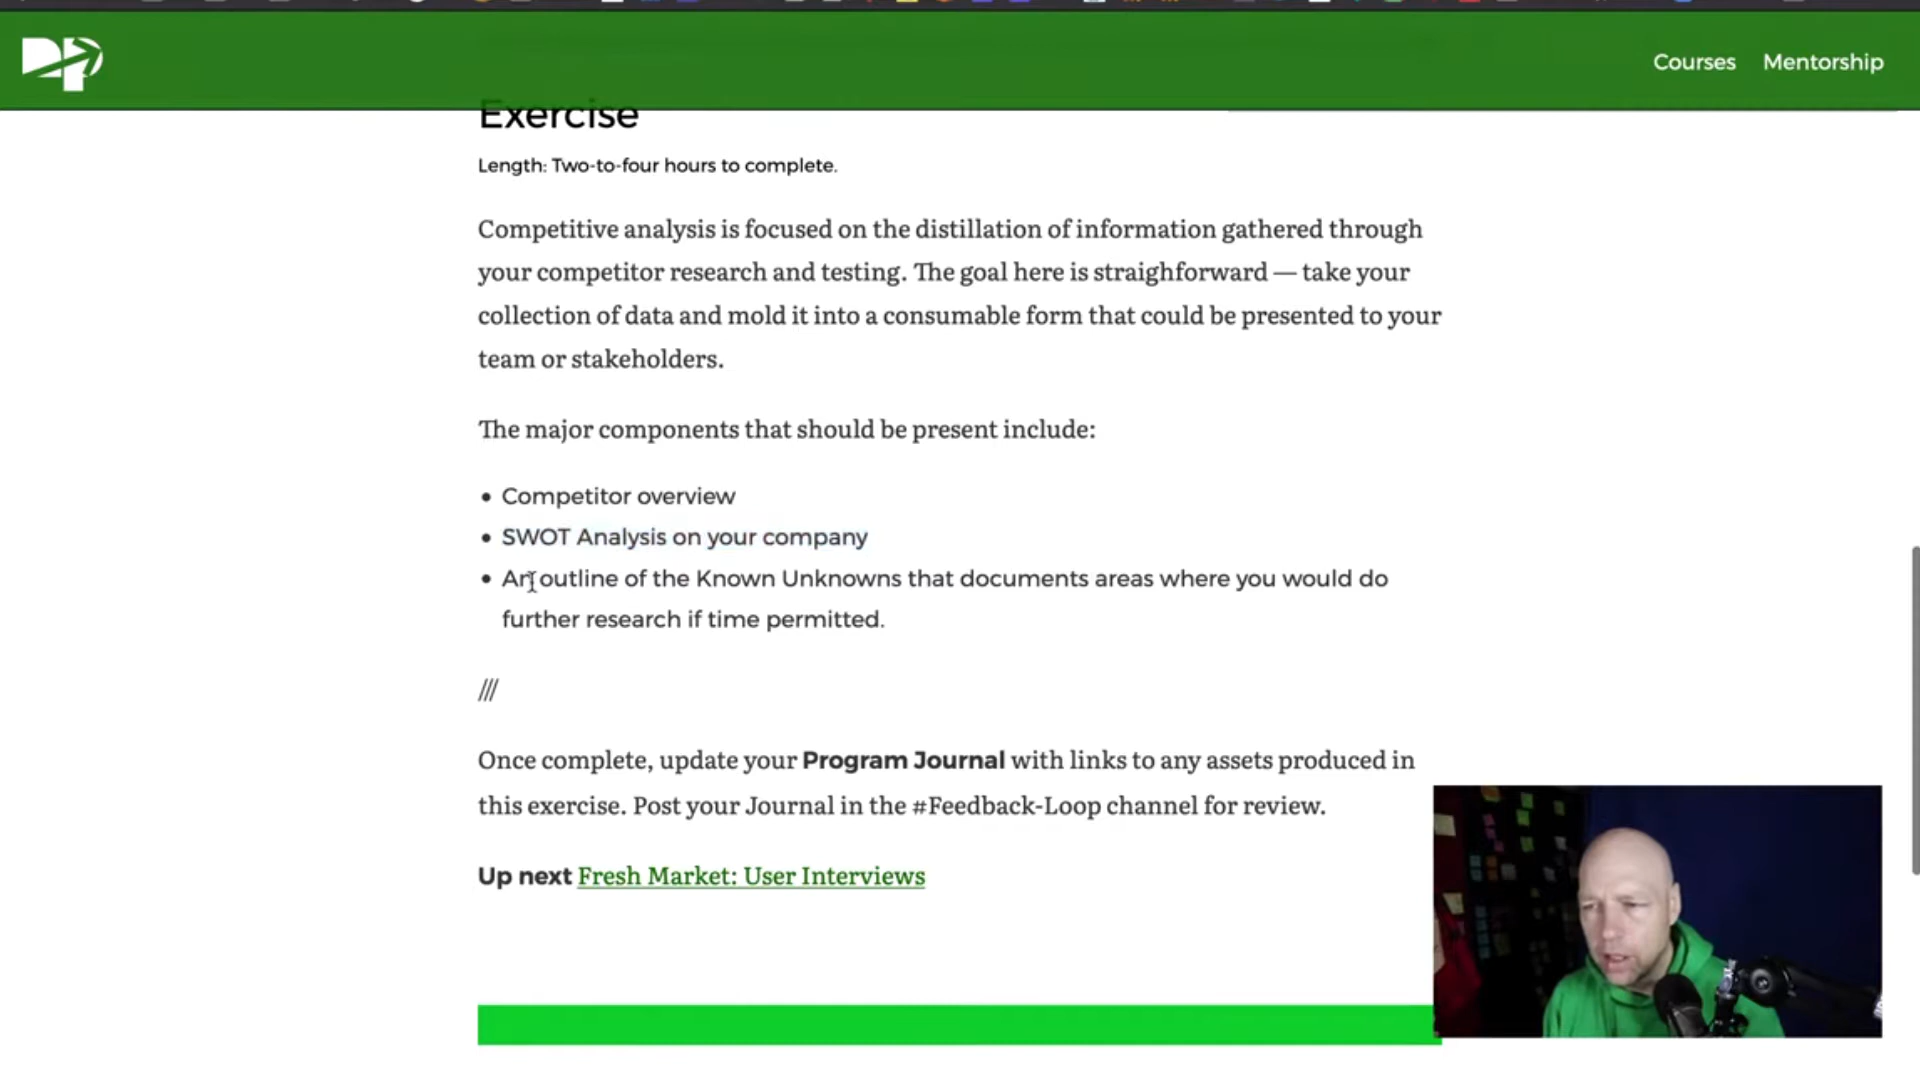 Courses Mentorship
Exercise
Length: Two-to-four hours to complete.
Competitive analysis is focused on the distillation of information gathered through
your competitor research and testing. The goal here is straighforward — take your
collection of data and mold it into a consumable form that could be presented to your
team or stakeholders.
The major components that should be present include:
• Competitor overview
• SWOT Analysis on your company
• An outline of the Known Unknowns that documents areas where you would do
further research if time permitted.
///
Once complete, update your Program Journal with links to any assets produced in
this exercise. Post your Journal in the #Feedback-Loop channel for review.
Up next Fresh Market: User Interviews